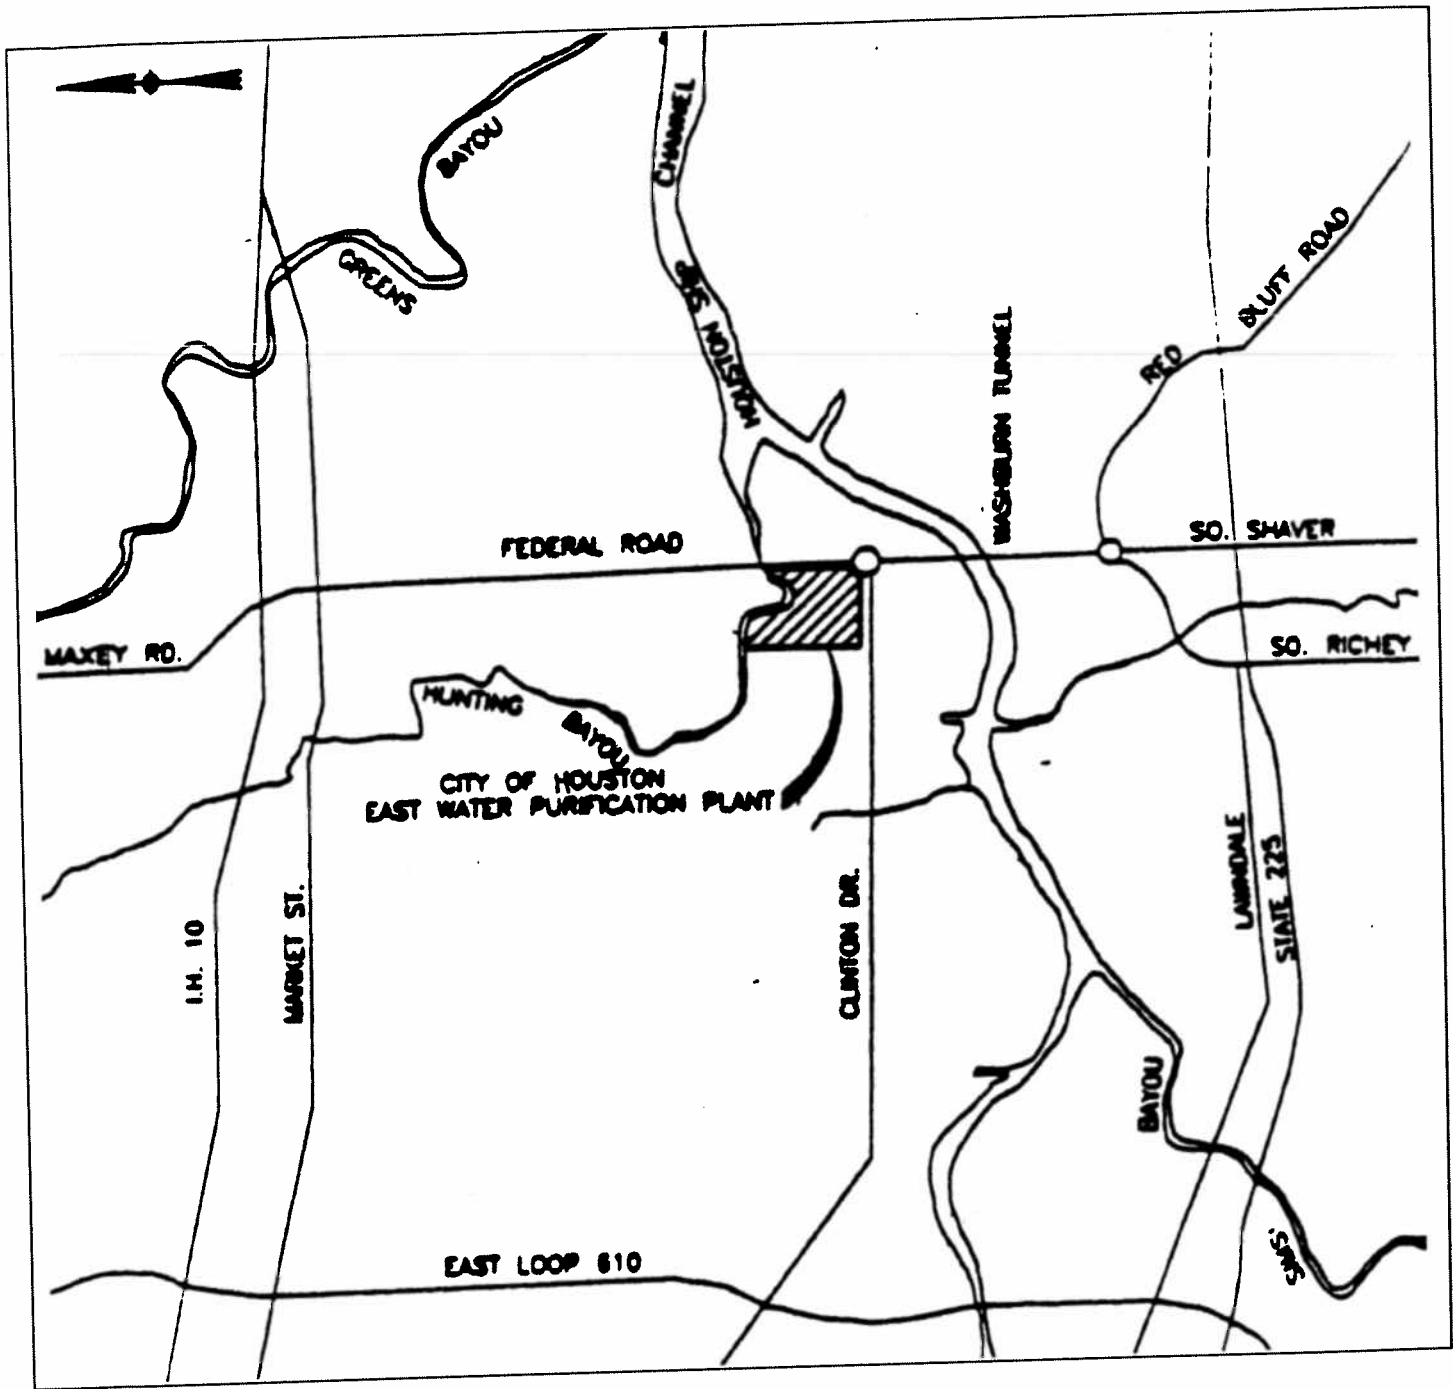 CHANNEL
BAYOU
GREENS
HOUSTON SHIP
BLUFF ROAD
RED
WASHBURN TUNNEL
FEDERAL ROAD
SO. SHAVER
MAXEY RD.
SO. RICHEY
HUNTING
BAYOU
CITY OF HOUSTON
EAST WATER PURIFICATION PLANT
I.H. 10
MARKET ST.
CLINTON DR.
LAWNDALE
STATE 225
BAYOU
SIMS'
EAST LOOP 610